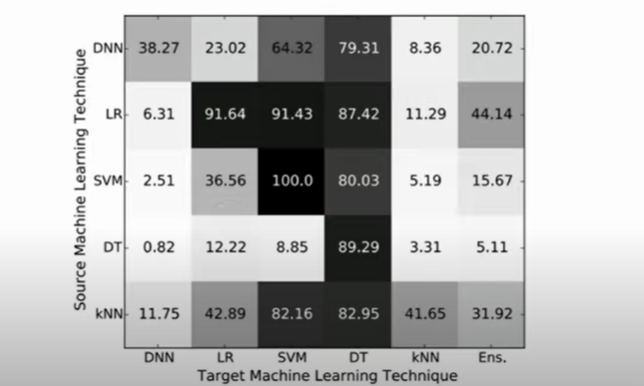 Source Machine Learning Technique
DNN 38.27 23.02 64.32 79.31 8.36 20.72
LR 6.31 91.64 91.43 87.42 11.29 44.14
SVM 2.51 36.56 100.0 80.03 5.19 15.67
DT 0.82 12.22 8.85 89.29 3.31 5.11
kNN 11.75 42.89 82.16 82.95 41.65 31.92
DNN LR SVM DT kNN Ens.
Target Machine Learning Technique